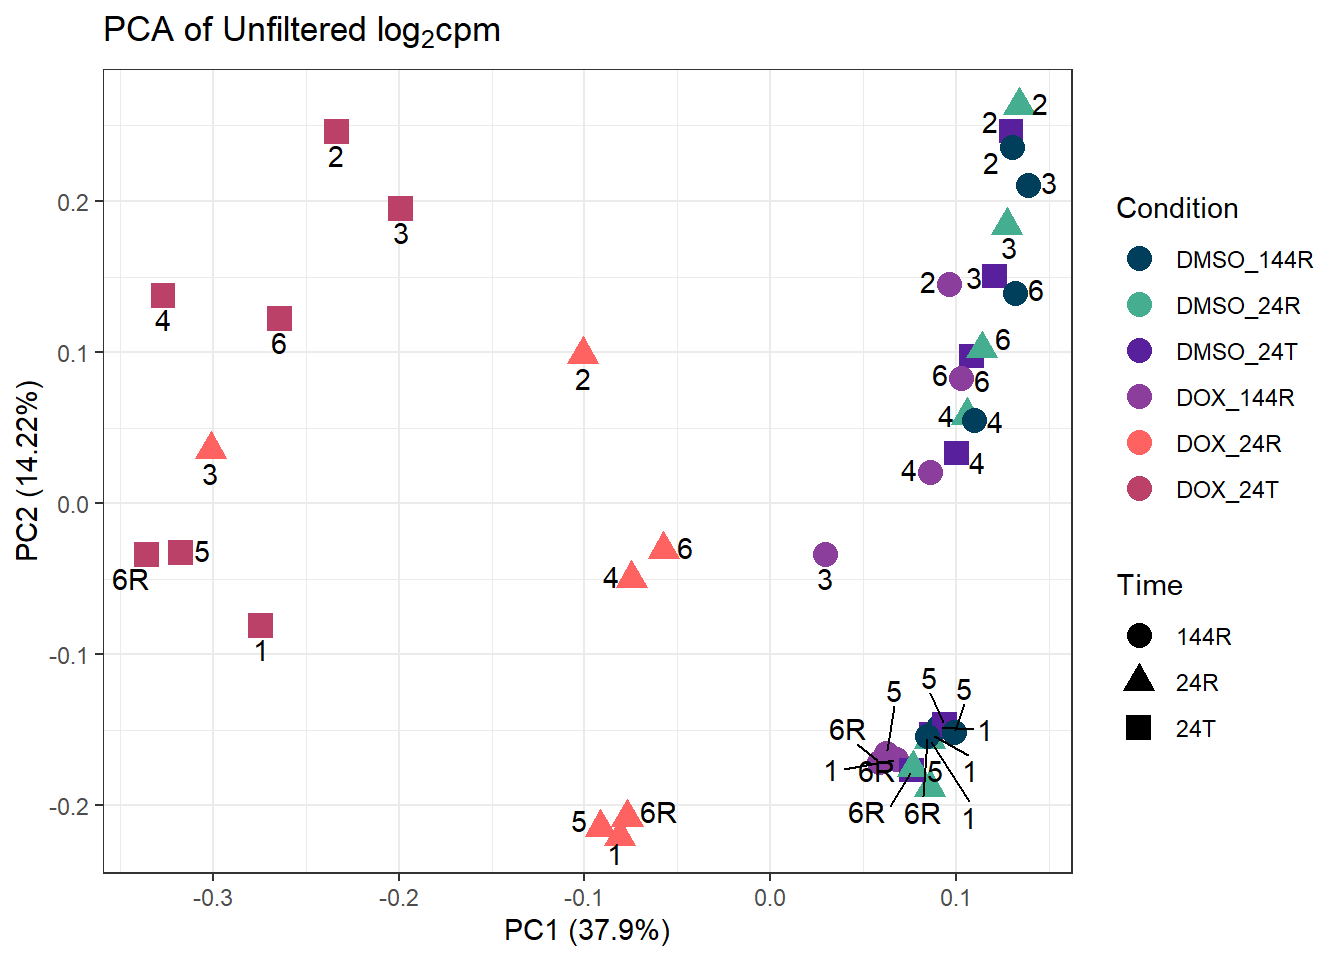 PCA of Unfiltered log₂cpm
2
2
2
2
3
3
3
2
3
6
4
6
6
6
6
2
4
4
3
4
4
5
6
4
3
6R
1
5
5
5
6R
1
1
6R
5
1
6R
6R
1
6R
5
1
0.2
0.1
0.0
-0.1
-0.2
-0.3
-0.2
-0.1
0.0
0.1
PC1 (37.9%)
PC2 (14.22%)
Condition
DMSO_144R
DMSO_24R
DMSO_24T
DOX_144R
DOX_24R
DOX_24T
Time
144R
24R
24T